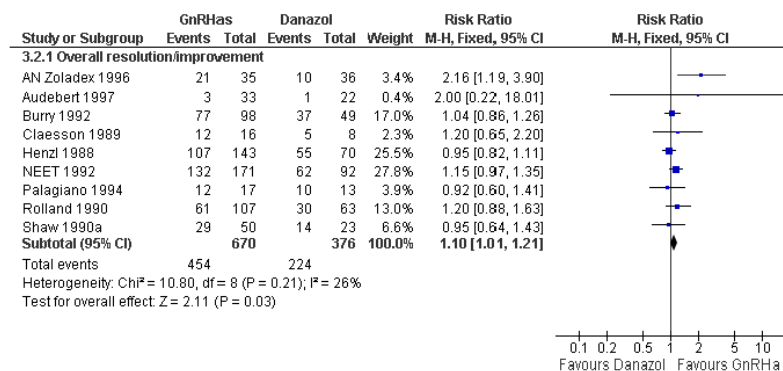 GnRHas Danazol Risk Ratio Risk Ratio
Study or Subgroup Events Total Events Total Weight M-H, Fixed, 95% CI M-H, Fixed, 95% CI
3.2.1 Overall resolution/improvement
AN Zoladex 1996 21 35 10 36 3.4% 2.16 [1.19, 3.90]
Audebert 1997 3 33 1 22 0.4% 2.00 [0.22, 18.01]
Burry 1992 77 98 37 49 17.0% 1.04 [0.86, 1.26]
Claesson 1989 12 16 5 8 2.3% 1.20 [0.65, 2.20]
Henzl 1988 107 143 55 70 25.5% 0.95 [0.82, 1.11]
NEET 1992 132 171 62 92 27.8% 1.15 [0.97, 1.35]
Palagiano 1994 12 17 10 13 3.9% 0.92 [0.60, 1.41]
Rolland 1990 61 107 30 63 13.0% 1.20 [0.88, 1.63]
Shaw 1990a 29 50 14 23 6.6% 0.95 [0.64, 1.43]
Subtotal (95% CI) 670 376 100.0% 1.10 [1.01, 1.21]
Total events 454 224
Heterogeneity: Chi² = 10.80, df = 8 (P = 0.21); I² = 26%
Test for overall effect: Z = 2.11 (P = 0.03)
0.1 0.2 0.5 1 2 5 10
Favours Danazol Favours GnRHa